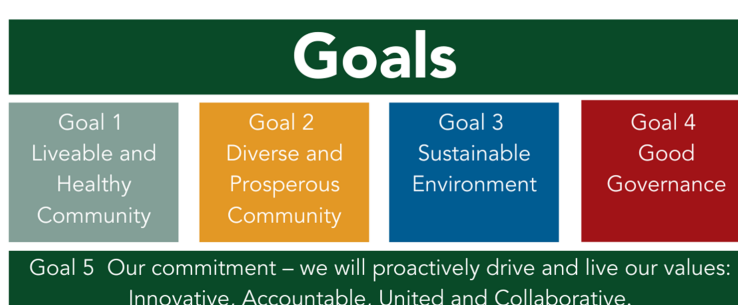 Goals
Goal 1
Liveable and
Healthy
Community
Goal 2
Diverse and
Prosperous
Community
Goal 3
Sustainable
Environment
Goal 4
Good
Governance
Goal 5 Our commitment – we will proactively drive and live our values:
Innovative, Accountable, United and Collaborative.